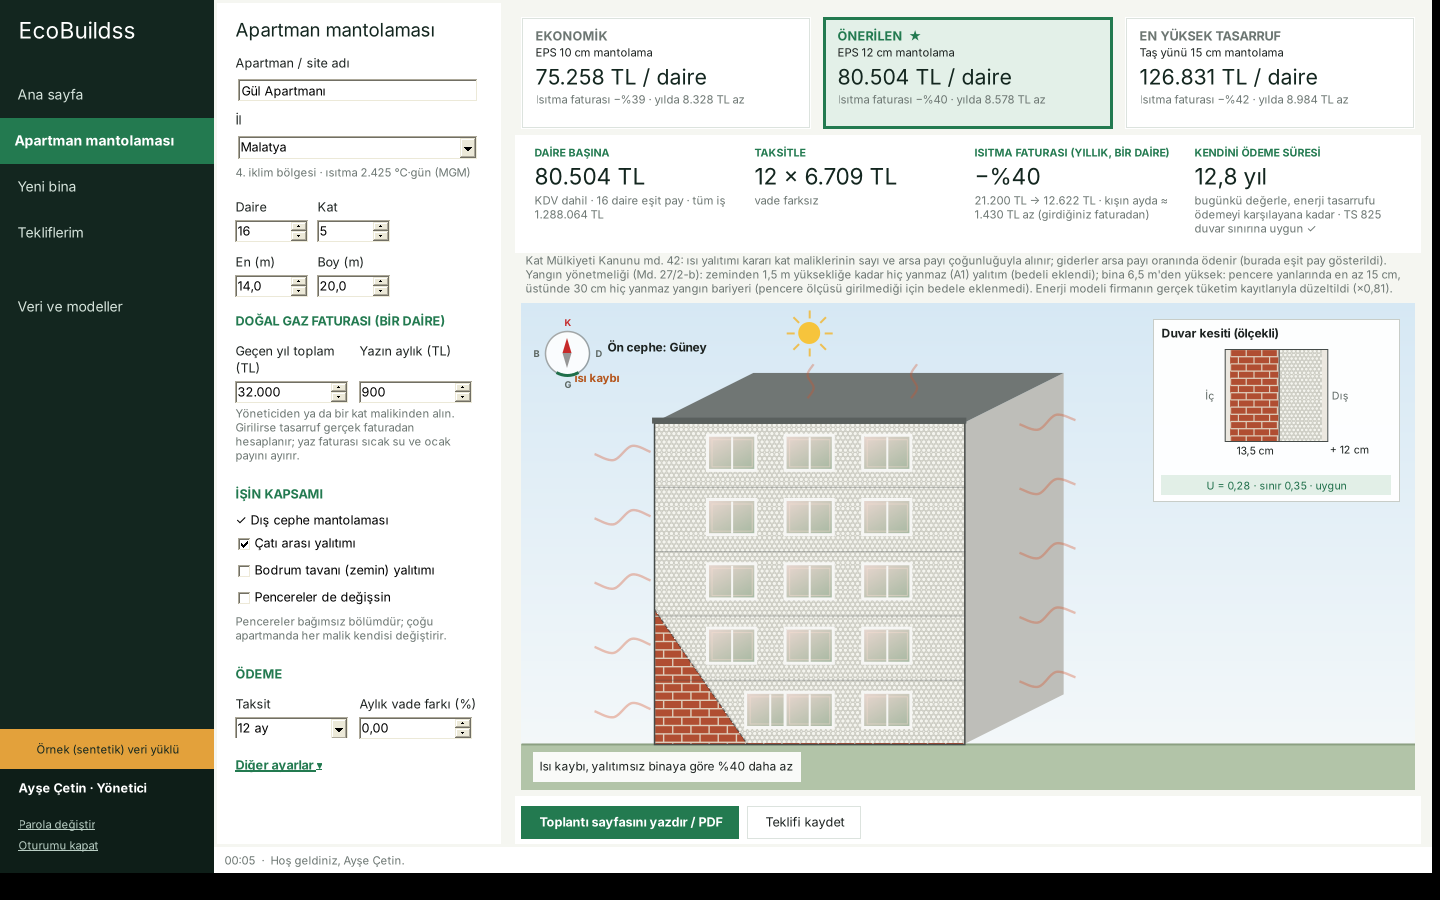 EcoBuildss
Ana sayfa
Apartman mantolaması
Yeni bina
Tekliflerim
Veri ve modeller
Örnek (sentetik) veri yüklü
Ayşe Çetin · Yönetici
Parola değiştir
Oturumu kapat
Apartman mantolaması
Apartman / site adı
Gül Apartmanı
İl
Malatya
4. iklim bölgesi · ısıtma 2.425 °C·gün (MGM)
Daire
Kat
16
5
En (m)
Boy (m)
14,0
20,0
DOĞAL GAZ FATURASI (BİR DAİRE)
Geçen yıl toplam (TL)
Yazın aylık (TL)
32.000
900
Yöneticiden ya da bir kat malikinden alın.
Girilirse tasarruf gerçek faturadan
hesaplanır; yaz faturası sıcak su ve ocak
payını ayırır.
İŞİN KAPSAMI
✓ Dış cephe mantolaması
Çatı arası yalıtımı
Bodrum tavanı (zemin) yalıtımı
Pencereler de değişsin
Pencereler bağımsız bölümdür; çoğu
apartmanda her malik kendisi değiştirir.
ÖDEME
Taksit
Aylık vade farkı (%)
12 ay
0,00
Diğer ayarlar ▾
EKONOMİK
EPS 10 cm mantolama
75.258 TL / daire
Isıtma faturası −%39 · yılda 8.328 TL az
ÖNERİLEN ★
EPS 12 cm mantolama
80.504 TL / daire
Isıtma faturası −%40 · yılda 8.578 TL az
EN YÜKSEK TASARRUF
Taş yünü 15 cm mantolama
126.831 TL / daire
Isıtma faturası −%42 · yılda 8.984 TL az
DAİRE BAŞINA
80.504 TL
KDV dahil · 16 daire eşit pay · tüm iş
1.288.064 TL
TAKSİTLE
12 × 6.709 TL
vade farksız
ISITMA FATURASI (YILLIK, BİR DAİRE)
−%40
21.200 TL → 12.622 TL · kışın ayda ≈
1.430 TL az (girdiğiniz faturadan)
KENDİNİ ÖDEME SÜRESİ
12,8 yıl
bugünkü değerle, enerji tasarrufu
ödemeyi karşılayana kadar · TS 825
duvar sınırına uygun ✓
Kat Mülkiyeti Kanunu md. 42: ısı yalıtımı kararı kat maliklerinin sayı ve arsa payı çoğunluğuyla alınır; giderler arsa payı oranında ödenir (burada eşit pay gösterildi).
Yangın yönetmeliği (Md. 27/2-b): zeminden 1,5 m yüksekliğe kadar hiç yanmaz (A1) yalıtım (bedeli eklendi); bina 6,5 m'den yüksek: pencere yanlarında en az 15 cm,
üstünde 30 cm hiç yanmaz yangın bariyeri (pencere ölçüsü girilmediği için bedele eklenmedi). Enerji modeli firmanın gerçek tüketim kayıtlarıyla düzeltildi (×0,81).
K
B
D
G
Ön cephe: Güney
ısı kaybı
Duvar kesiti (ölçekli)
İç
Dış
13,5 cm
+ 12 cm
U = 0,28 · sınır 0,35 · uygun
Isı kaybı, yalıtımsız binaya göre %40 daha az
Toplantı sayfasını yazdır / PDF
Teklifi kaydet
00:05 · Hoş geldiniz, Ayşe Çetin.